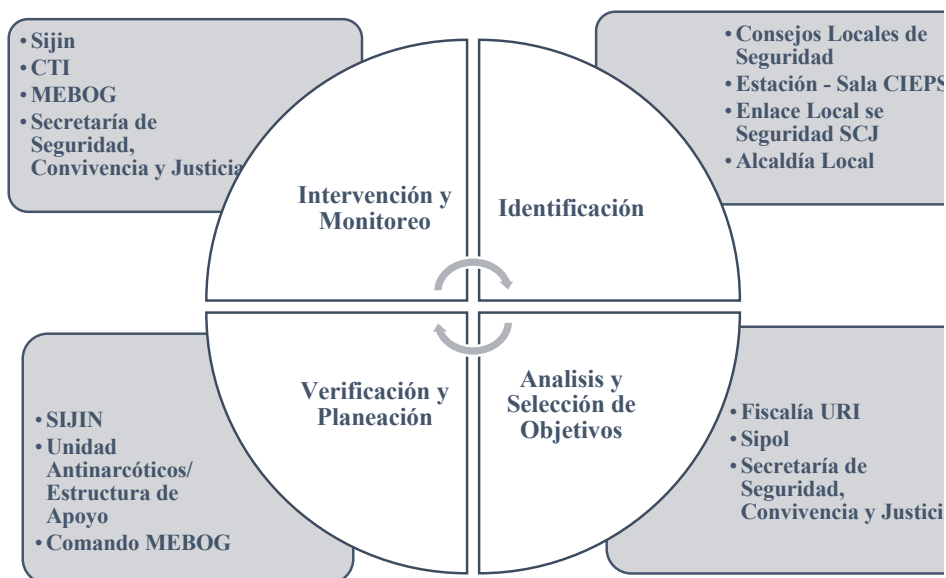 • Sijin
• CTI
• MEBOG
• Secretaría de
Seguridad,
Convivencia y Justicia
• Consejos Locales de
Seguridad
• Estación - Sala CIEPS
• Enlace Local se
Seguridad SCJ
• Alcaldía Local
Intervención y
Monitoreo
Identificación
Verificación y
Planeación
Analisis y
Selección de
Objetivos
• SIJIN
• Unidad
Antinarcóticos/
Estructura de
Apoyo
• Comando MEBOG
• Fiscalía URI
• Sipol
• Secretaría de
Seguridad,
Convivencia y Justici